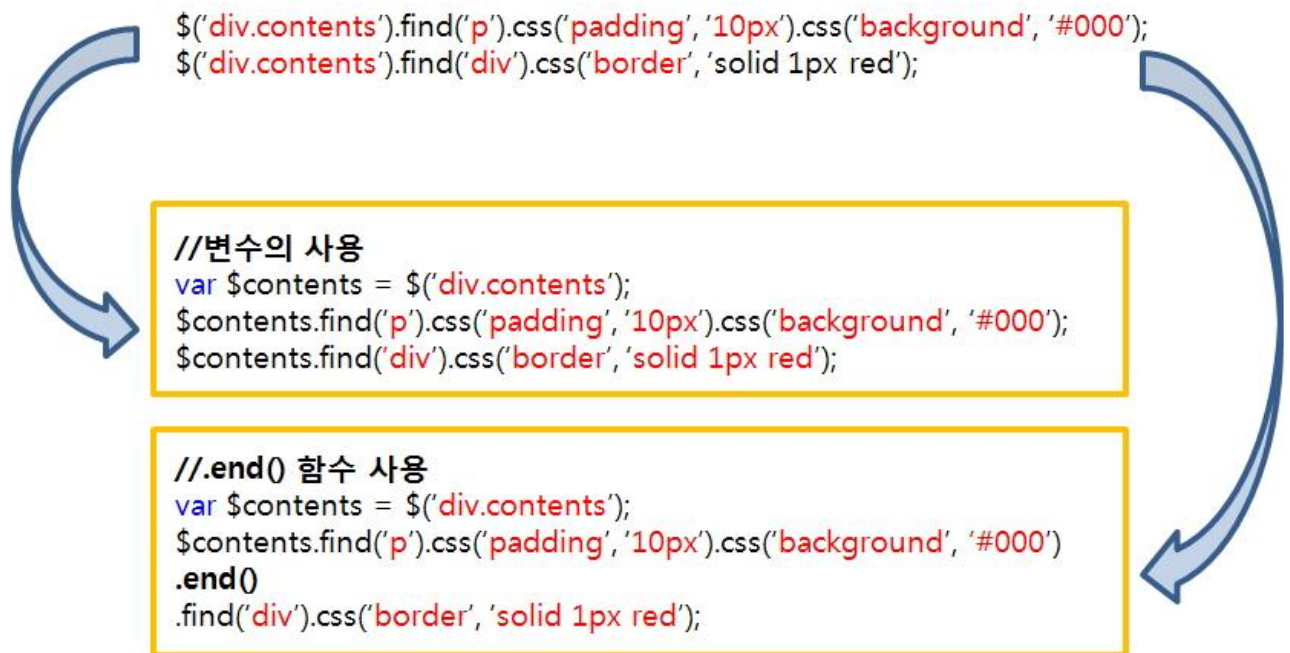 $('div.contents').find('p').css('padding', '10px').css('background', '#000');
$('div.contents').find('div').css('border', 'solid 1px red');
//변수의 사용
var $contents = $('div.contents');
$contents.find('p').css('padding', '10px').css('background', '#000');
$contents.find('div').css('border', 'solid 1px red');
//.end() 함수 사용
var $contents = $('div.contents');
$contents.find('p').css('padding', '10px').css('background', '#000')
.end()
.find('div').css('border', 'solid 1px red');